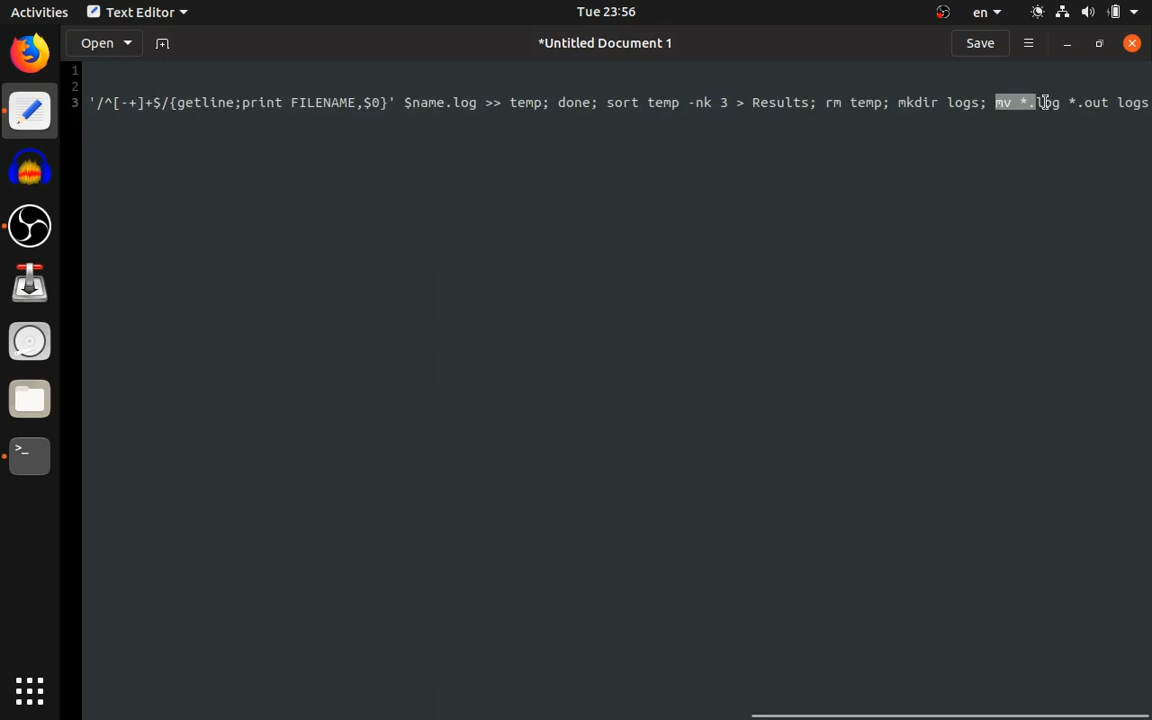 Activities Text Editor Tue 23:56 en
Open *Untitled Document 1 Save
1
2
3 '/^[-+]+$/{getline;print FILENAME,$0}' $name.log >> temp; done; sort temp -nk 3 > Results; rm temp; mkdir logs; mv *.log *.out logs
>_